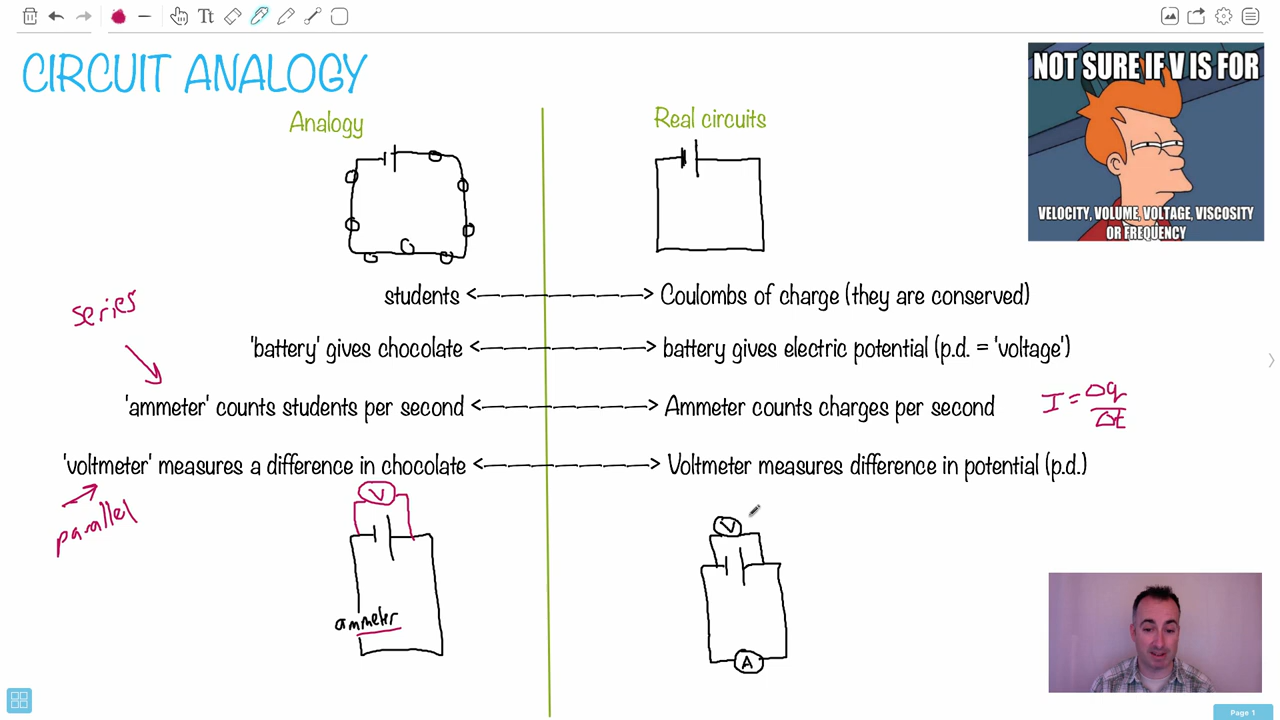 Tt
CIRCUIT ANALOGY
Analogy
Real circuits
NOT SURE IF V IS FOR
VELOCITY, VOLUME, VOLTAGE, VISCOSITY
OR FREQUENCY
series
students <------> Coulombs of charge (they are conserved)
'battery' gives chocolate <------> battery gives electric potential (p.d. = 'voltage')
'ammeter' counts students per second <------> Ammeter counts charges per second
I = Δq/Δt
'voltmeter' measures a difference in chocolate <------> Voltmeter measures difference in potential (p.d.)
parallel
V
V
ammeter
A
Page 1